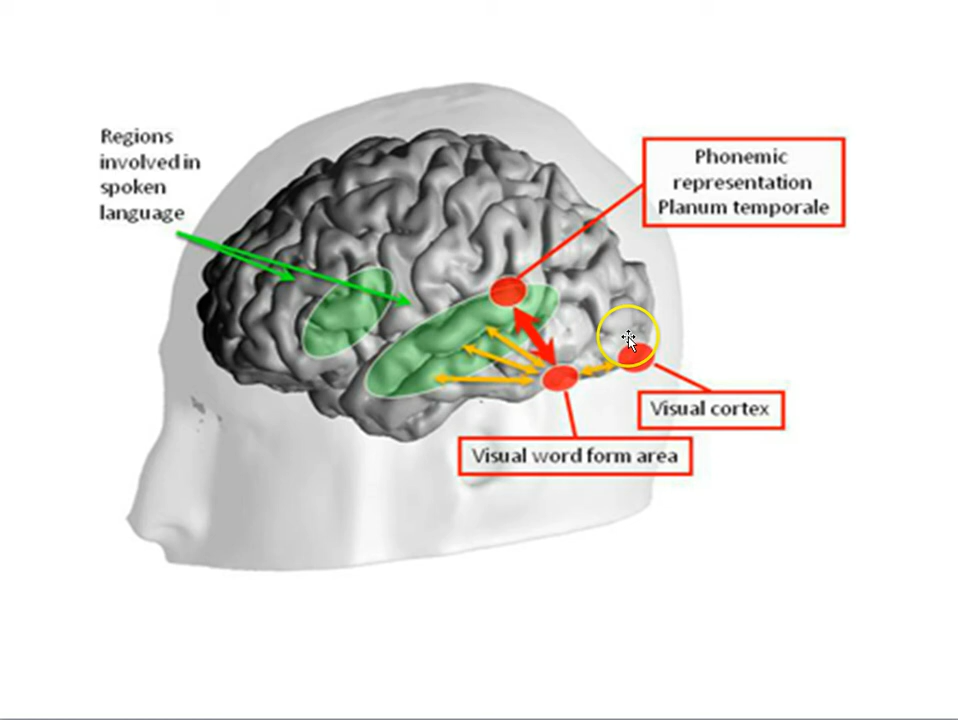 Regions
involved in
spoken
language
Phonemic
representation
Planum temporale
Visual cortex
Visual word form area